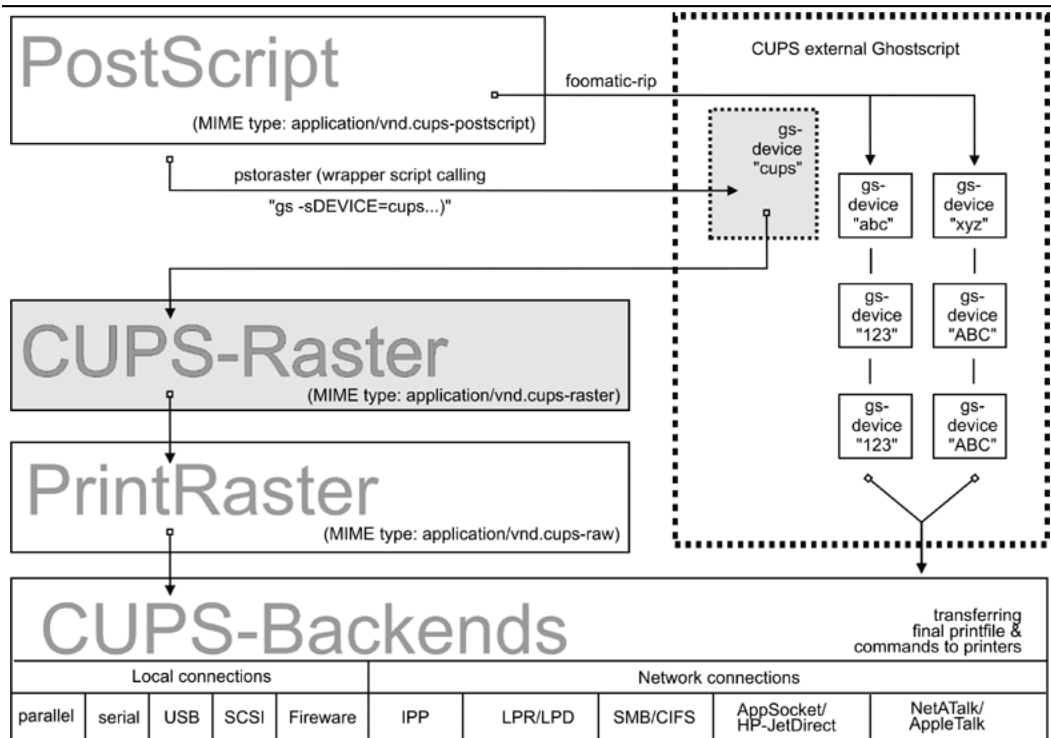 PostScript
(MIME type: application/vnd.cups-postscript)
foomatic-rip
CUPS external Ghostscript
pstoraster (wrapper script calling
"gs -sDEVICE=cups...)"
gs-
device
"cups"
gs-
device
"abc"
gs-
device
"xyz"
gs-
device
"123"
gs-
device
"ABC"
gs-
device
"123"
gs-
device
"ABC"
CUPS-Raster
(MIME type: application/vnd.cups-raster)
PrintRaster
(MIME type: application/vnd.cups-raw)
CUPS-Backends
transferring
final printfile &
commands to printers
Local connections
Network connections
parallel
serial
USB
SCSI
Fireware
IPP
LPR/LPD
SMB/CIFS
AppSocket/
HP-JetDirect
NetATalk/
AppleTalk